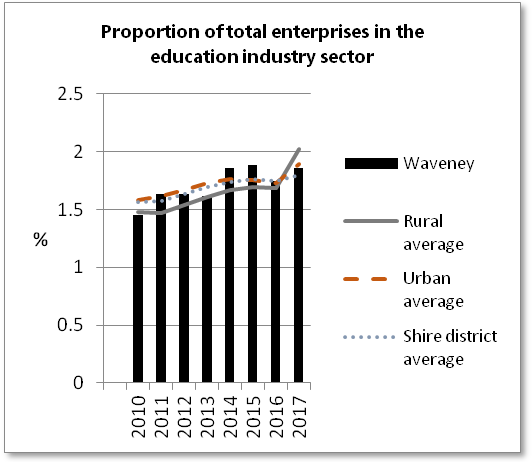 Proportion of total enterprises in the
education industry sector
2.5
2
1.5
1
0.5
0
%
2010
2011
2012
2013
2014
2015
2016
2017
Waveney
Rural
average
Urban
average
Shire district
average